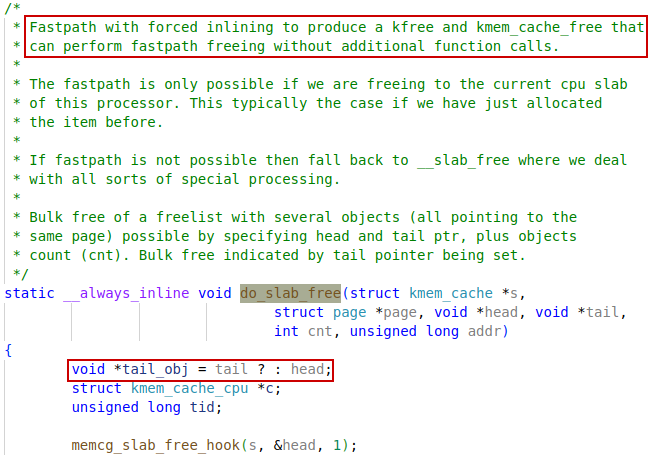 /*
 * Fastpath with forced inlining to produce a kfree and kmem_cache_free that
 * can perform fastpath freeing without additional function calls.
 *
 * The fastpath is only possible if we are freeing to the current cpu slab
 * of this processor. This typically the case if we have just allocated
 * the item before.
 *
 * If fastpath is not possible then fall back to __slab_free where we deal
 * with all sorts of special processing.
 *
 * Bulk free of a freelist with several objects (all pointing to the
 * same page) possible by specifying head and tail ptr, plus objects
 * count (cnt). Bulk free indicated by tail pointer being set.
 */
static __always_inline void do_slab_free(struct kmem_cache *s,
                                struct page *page, void *head, void *tail,
                                int cnt, unsigned long addr)
{
        void *tail_obj = tail ? : head;
        struct kmem_cache_cpu *c;
        unsigned long tid;

        memcg_slab_free_hook(s, &head, 1);